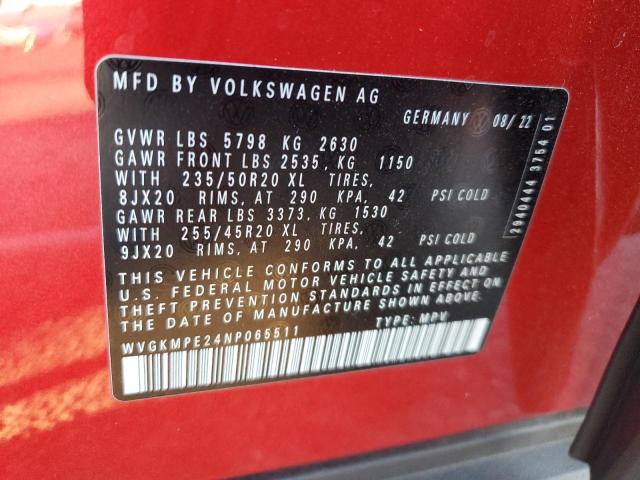 MFD BY VOLKSWAGEN AG
GERMANY 08/22
GVWR LBS 5798 KG 2630
GAWR FRONT LBS 2535, KG 1150
WITH 235/50R20 XL TIRES,
8JX20 RIMS, AT 290 KPA, 42 PSI COLD
GAWR REAR LBS 3373, KG 1530
WITH 255/45R20 XL TIRES,
9JX20 RIMS, AT 290 KPA, 42 PSI COLD
THIS VEHICLE CONFORMS TO ALL APPLICABLE
U.S. FEDERAL MOTOR VEHICLE SAFETY AND
THEFT PREVENTION STANDARDS IN EFFECT ON
THE DATE OF MANUFACTURE SHOWN ABOVE.
WVGKMPE24NP065511 TYPE: MPV
2940444 3754 01